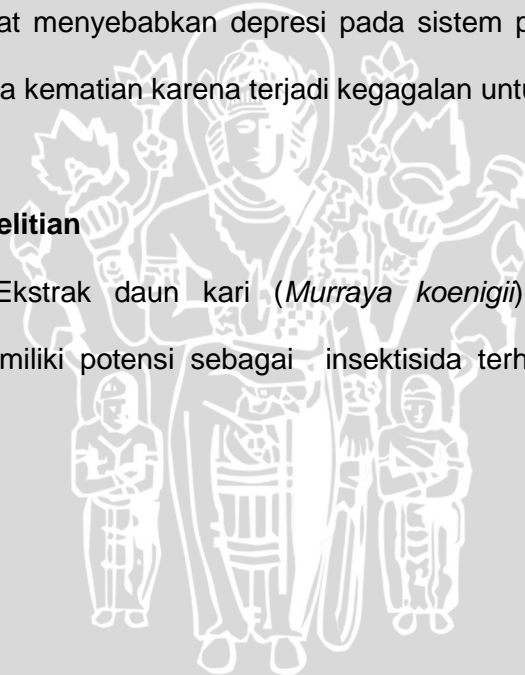 at menyebabkan depresi pada sistem p
a kematian karena terjadi kegagalan untu
elitian
Ekstrak daun kari (Murraya koenigii)
miliki potensi sebagai insektisida terh